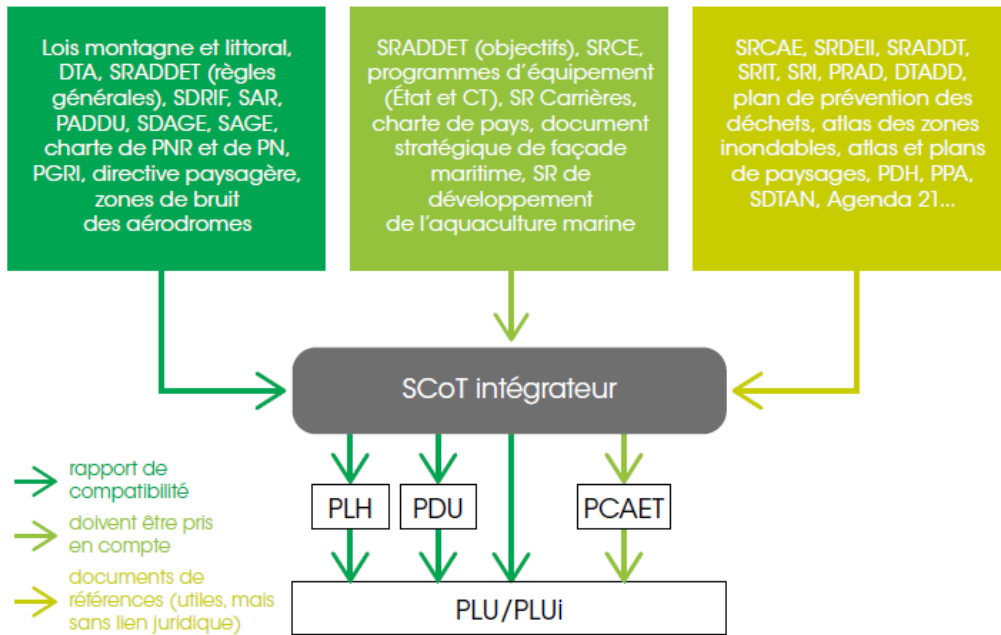 Lois montagne et littoral,
DTA, SRADDET (règles
générales), SDRIF, SAR,
PADDU, SDAGE, SAGE,
charte de PNR et de PN,
PGRI, directive paysagère,
zones de bruit
des aérodromes
SRADDET (objectifs), SRCE,
programmes d'équipement
(État et CT), SR Carrières,
charte de pays, document
stratégique de façade
maritime, SR de
développement
de l'aquaculture marine
SRCAE, SRDEII, SRADDT,
SRIT, SRI, PRAD, DTADD,
plan de prévention des
déchets, atlas des zones
inondables, atlas et plans
de paysages, PDH, PPA,
SDTAN, Agenda 21...
SCoT intégrateur
rapport de
compatibilité
doivent être pris
en compte
documents de
références (utiles, mais
sans lien juridique)
PLH
PDU
PCAET
PLU/PLUi